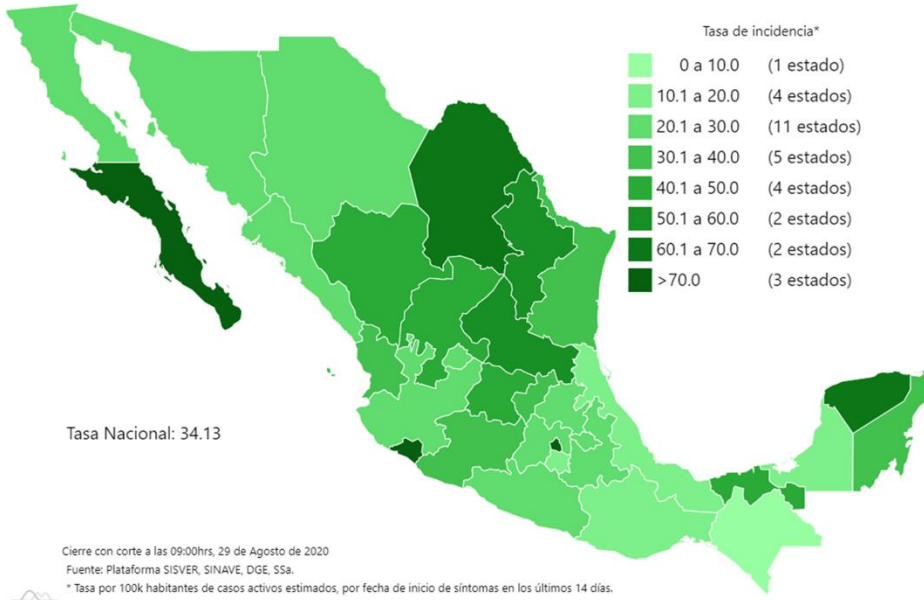 Tasa de incidencia*
0 a 10.0 (1 estado)
10.1 a 20.0 (4 estados)
20.1 a 30.0 (11 estados)
30.1 a 40.0 (5 estados)
40.1 a 50.0 (4 estados)
50.1 a 60.0 (2 estados)
60.1 a 70.0 (2 estados)
>70.0 (3 estados)
Tasa Nacional: 34.13
Cierre con corte a las 09:00hrs, 29 de Agosto de 2020
Fuente: Plataforma SISVER, SINAVE, DGE, SSa.
* Tasa por 100k habitantes de casos activos estimados, por fecha de inicio de síntomas en los últimos 14 días.